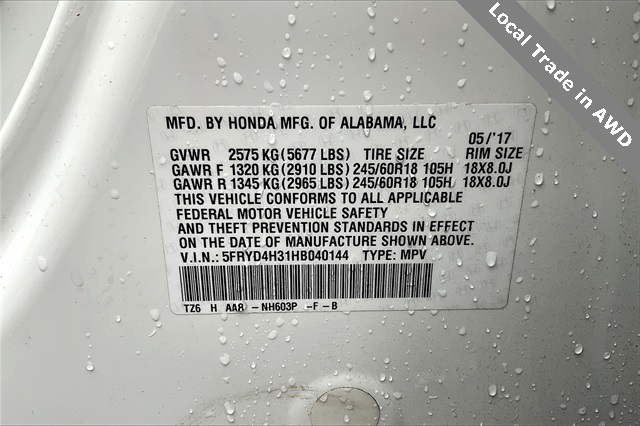 Local Trade in AWD
MFD. BY HONDA MFG. OF ALABAMA, LLC
05/'17
GVWR 2575 KG(5677 LBS) TIRE SIZE RIM SIZE
GAWR F 1320 KG(2910 LBS)245/60R18 105H 18X8.0J
GAWR R 1345 KG(2965 LBS)245/60R18 105H 18X8.0J
THIS VEHICLE CONFORMS TO ALL APPLICABLE
FEDERAL MOTOR VEHICLE SAFETY
AND THEFT PREVENTION STANDARDS IN EFFECT
ON THE DATE OF MANUFACTURE SHOWN ABOVE.
V.I.N.: 5FRYD4H31HB040144 TYPE: MPV
TZ6 H AA8 -NH603P -F-B